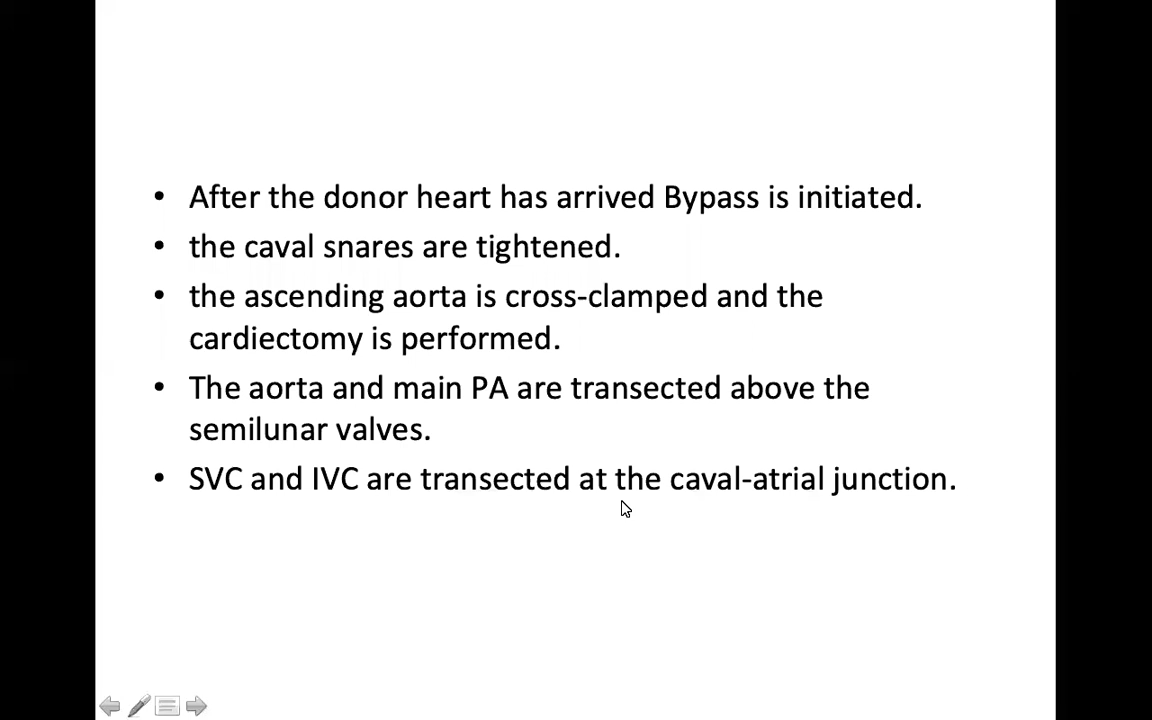 • After the donor heart has arrived Bypass is initiated.
• the caval snares are tightened.
• the ascending aorta is cross-clamped and the
cardiectomy is performed.
• The aorta and main PA are transected above the
semilunar valves.
• SVC and IVC are transected at the caval-atrial junction.